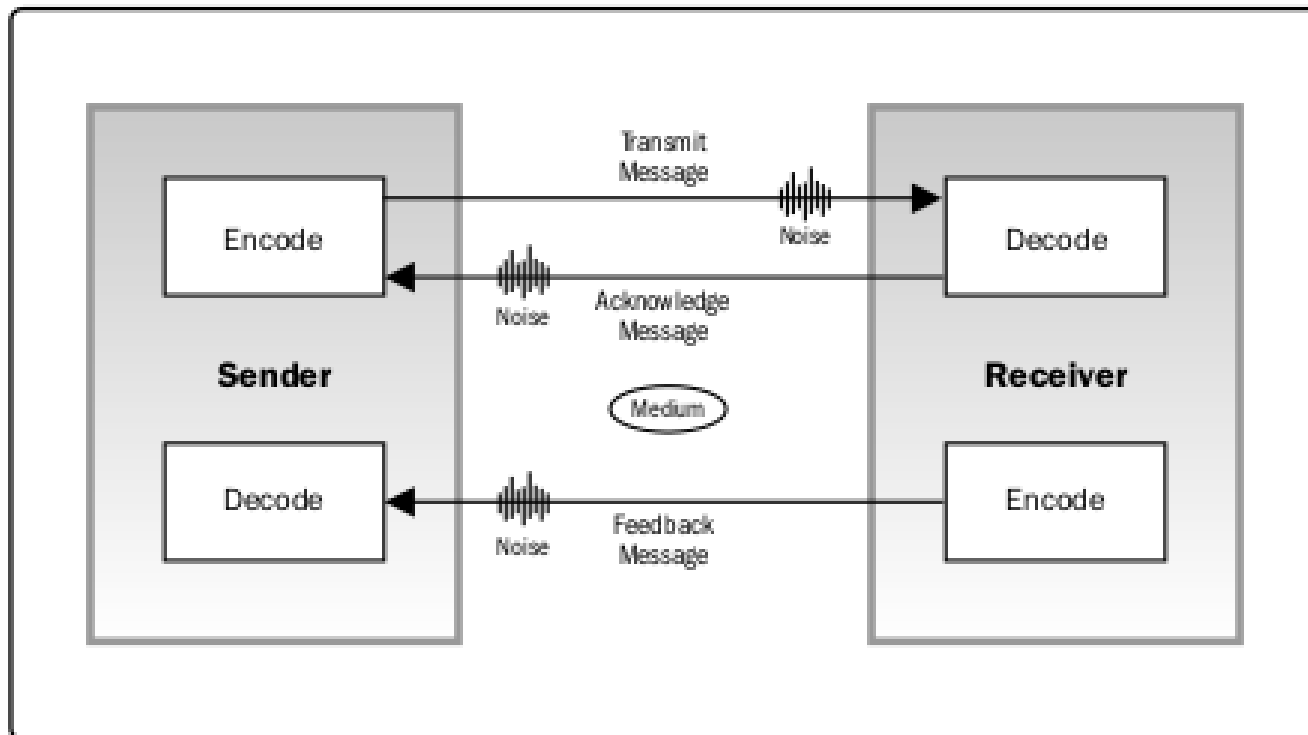 Transmit
Message
Encode
Noise
Decode
Noise
Acknowledge
Message
Sender
Receiver
Medium
Decode
Encode
Noise
Feedback
Message